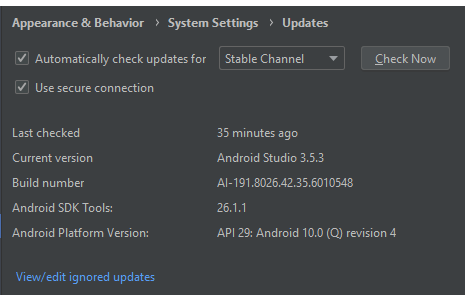 Appearance & Behavior › System Settings › Updates
Automatically check updates for Stable Channel Check Now
Use secure connection
Last checked 35 minutes ago
Current version Android Studio 3.5.3
Build number AI-191.8026.42.35.6010548
Android SDK Tools: 26.1.1
Android Platform Version: API 29: Android 10.0 (Q) revision 4
View/edit ignored updates